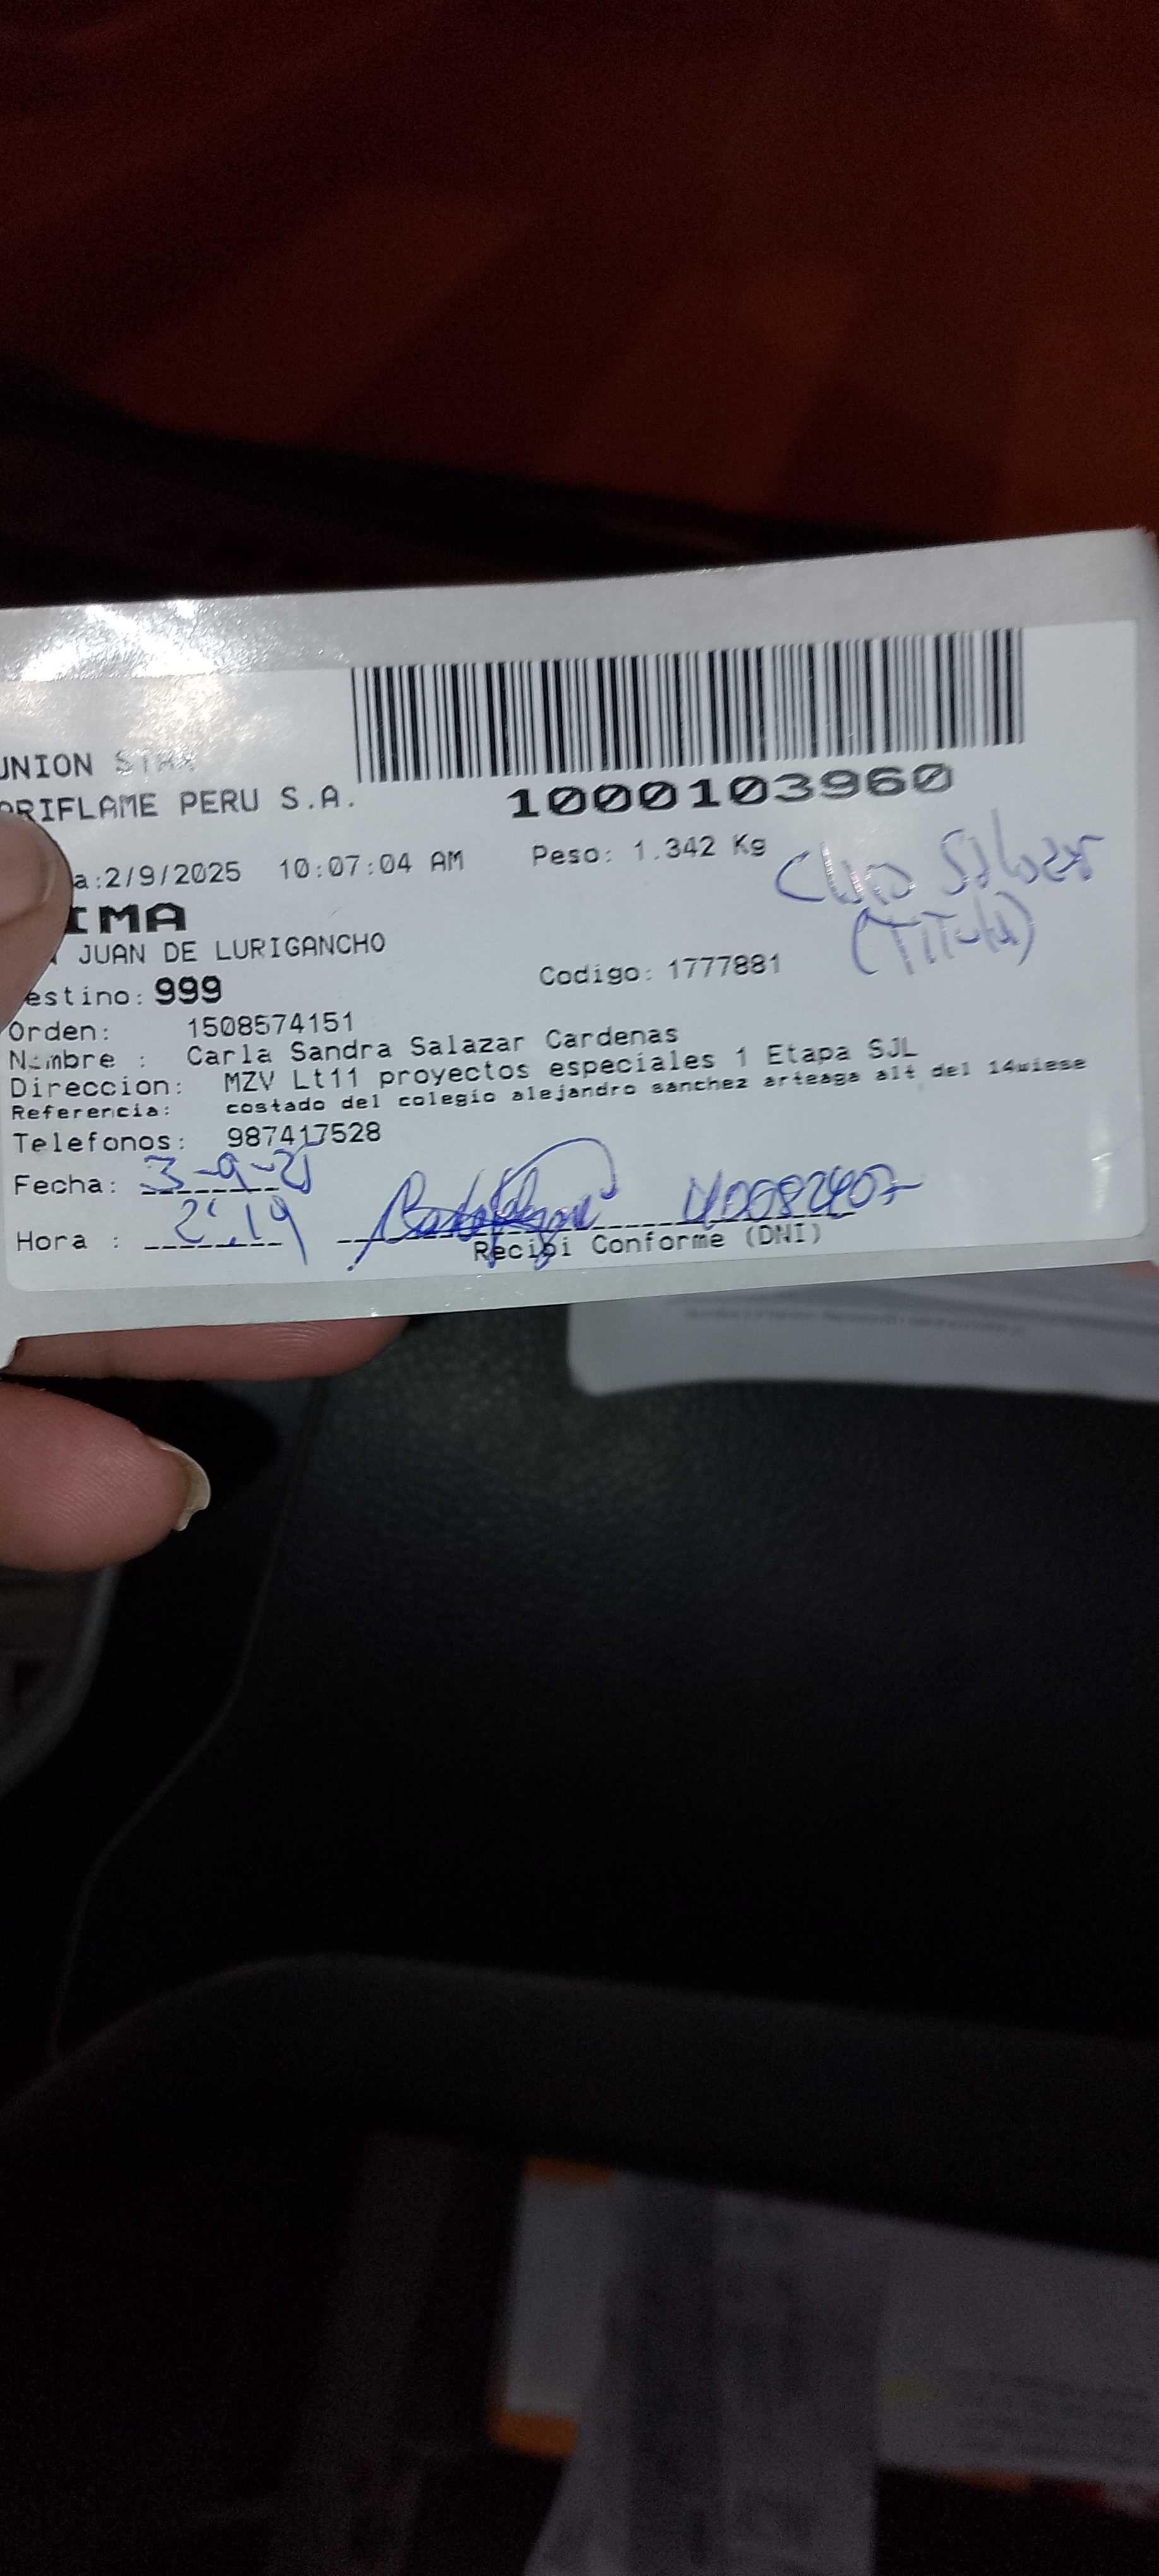 UNION STAR
ORIFLAME PERU S.A.
1000103960
a:2/9/2025 10:07:04 AM Peso: 1.342 Kg
IMA
JUAN DE LURIGANCHO
Salazar
(Titular)
estino: 999 Codigo: 1777881
Orden: 1508574151
Nombre : Carla Sandra Salazar Cardenas
Direccion: MZV Lt11 proyectos especiales 1 Etapa SJL
Referencia: costado del colegio alejandro sanchez arteaga alt del 14wiese
Telefonos: 987417528
Fecha: 3-9-25
Hora : 2:19
Recibi Conforme (DNI)